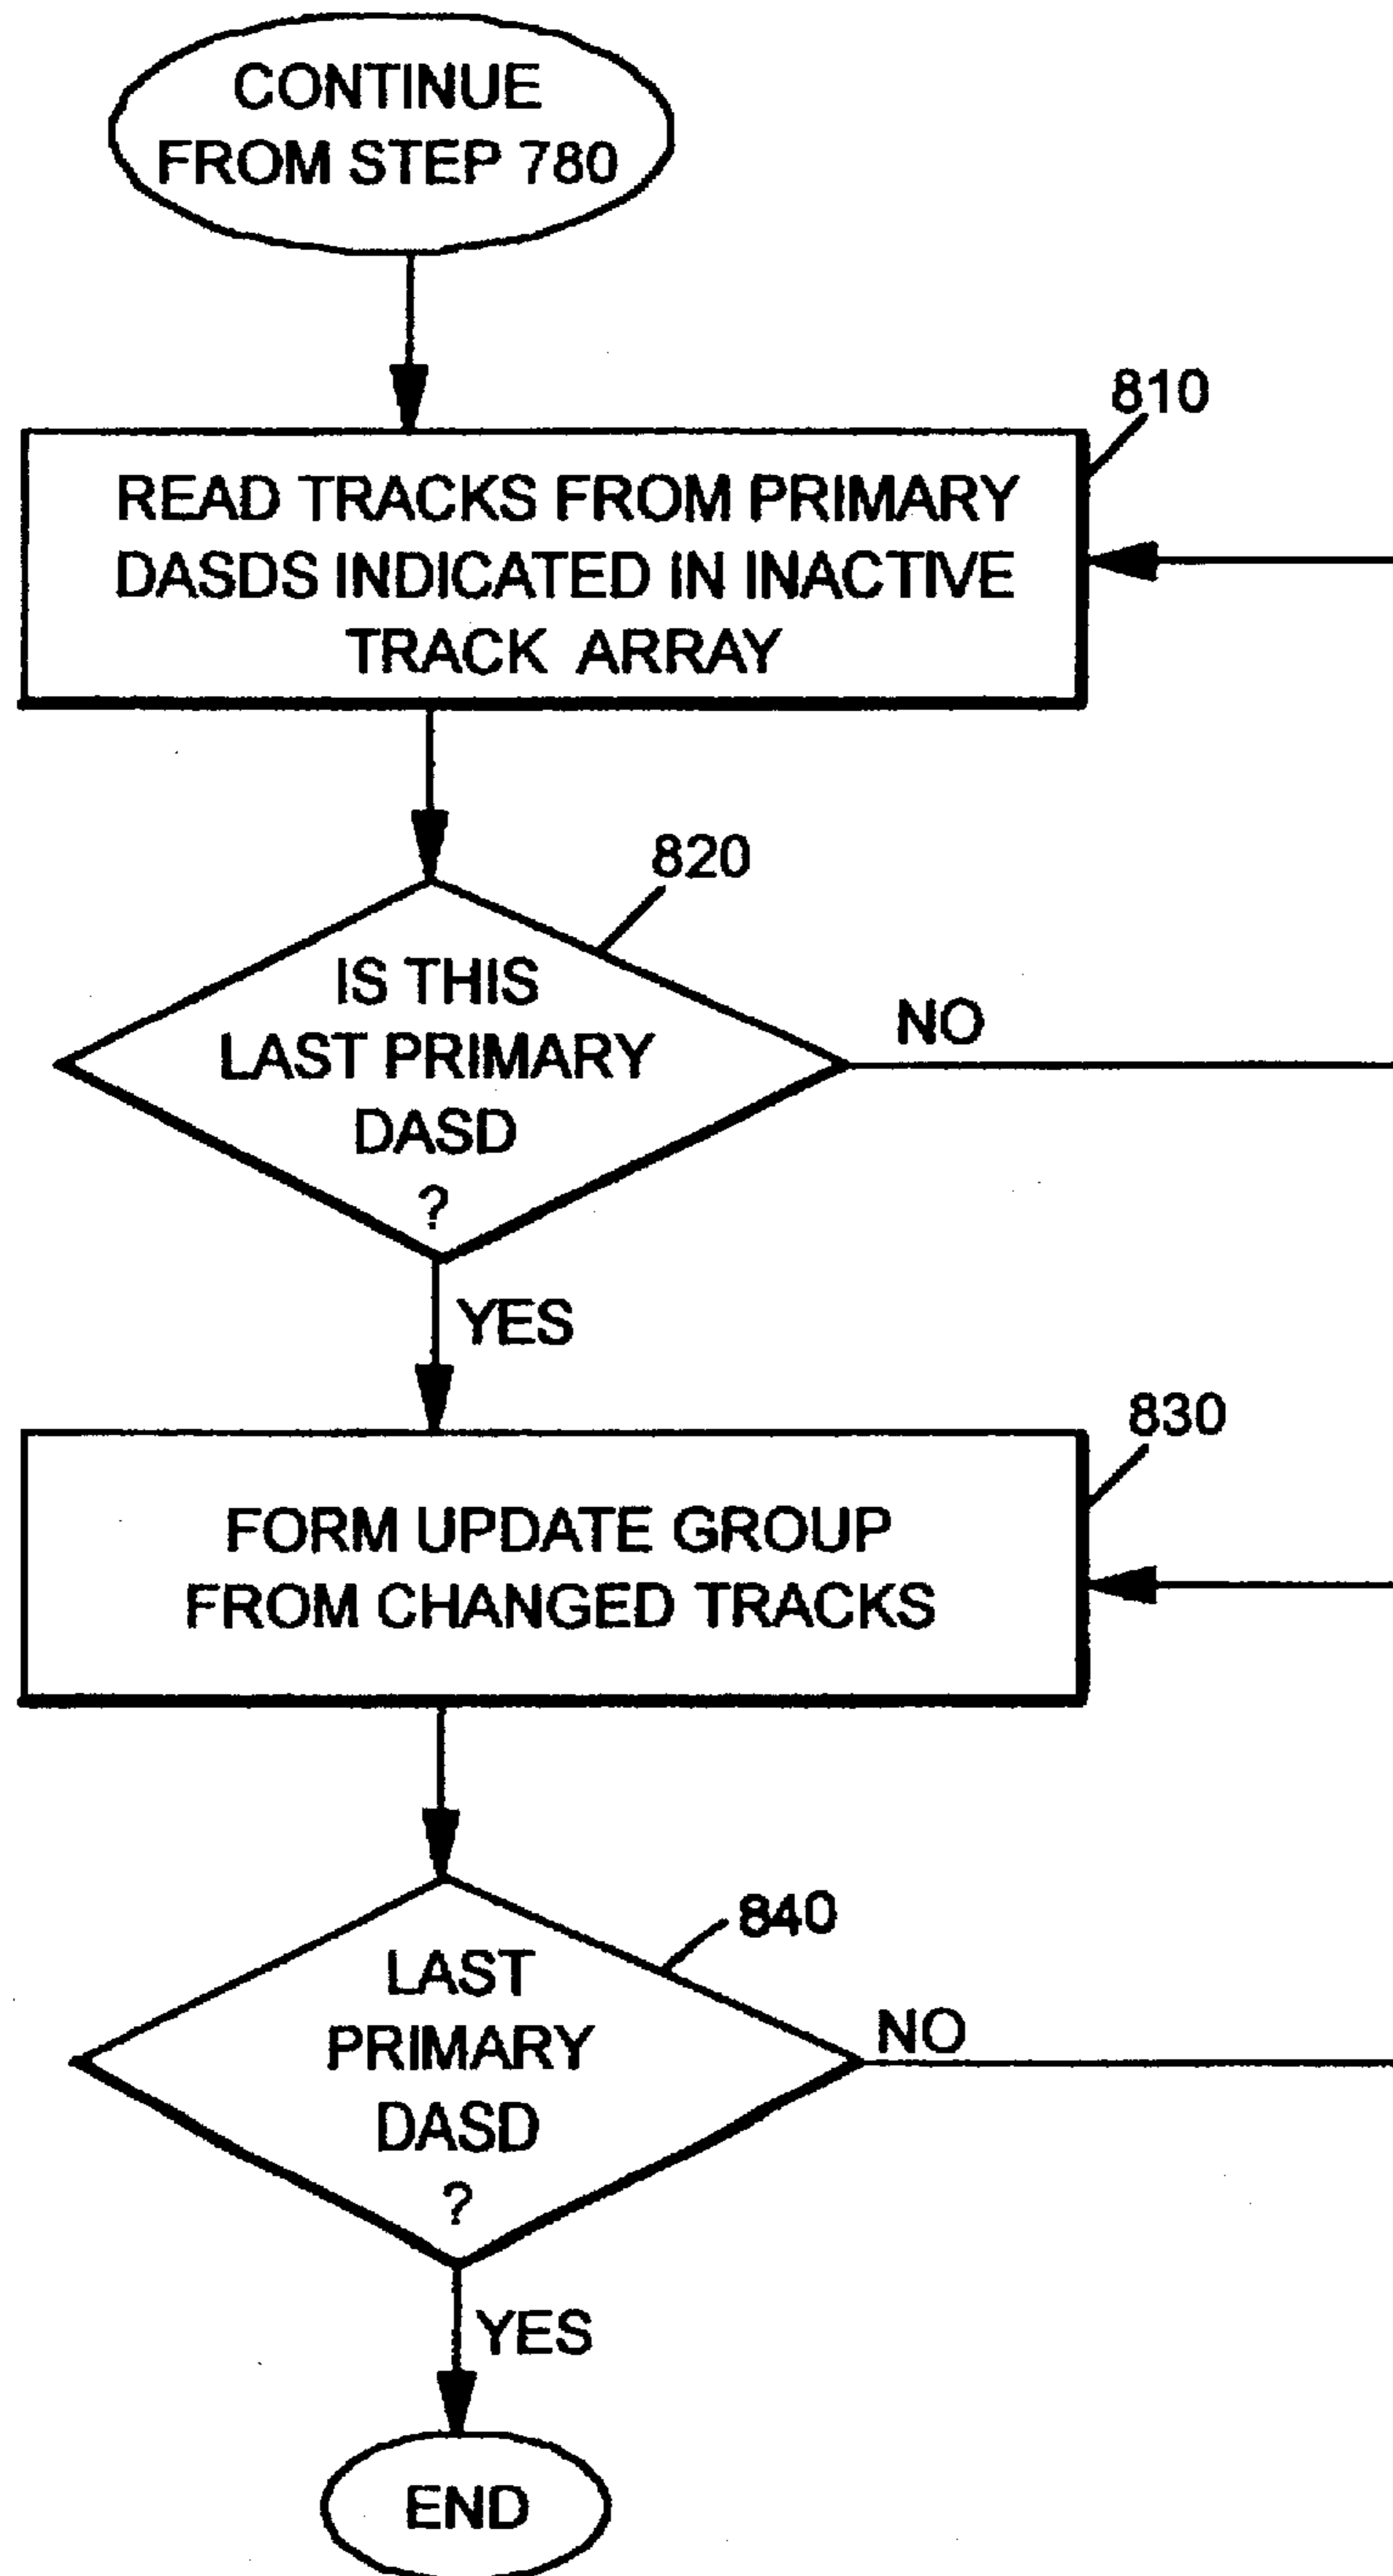 CONTINUE
FROM STEP 780
810
READ TRACKS FROM PRIMARY
DASDS INDICATED IN INACTIVE
TRACK ARRAY
820
IS THIS
LAST PRIMARY
DASD
?
NO
YES
830
FORM UPDATE GROUP
FROM CHANGED TRACKS
840
LAST
PRIMARY
DASD
?
NO
YES
END